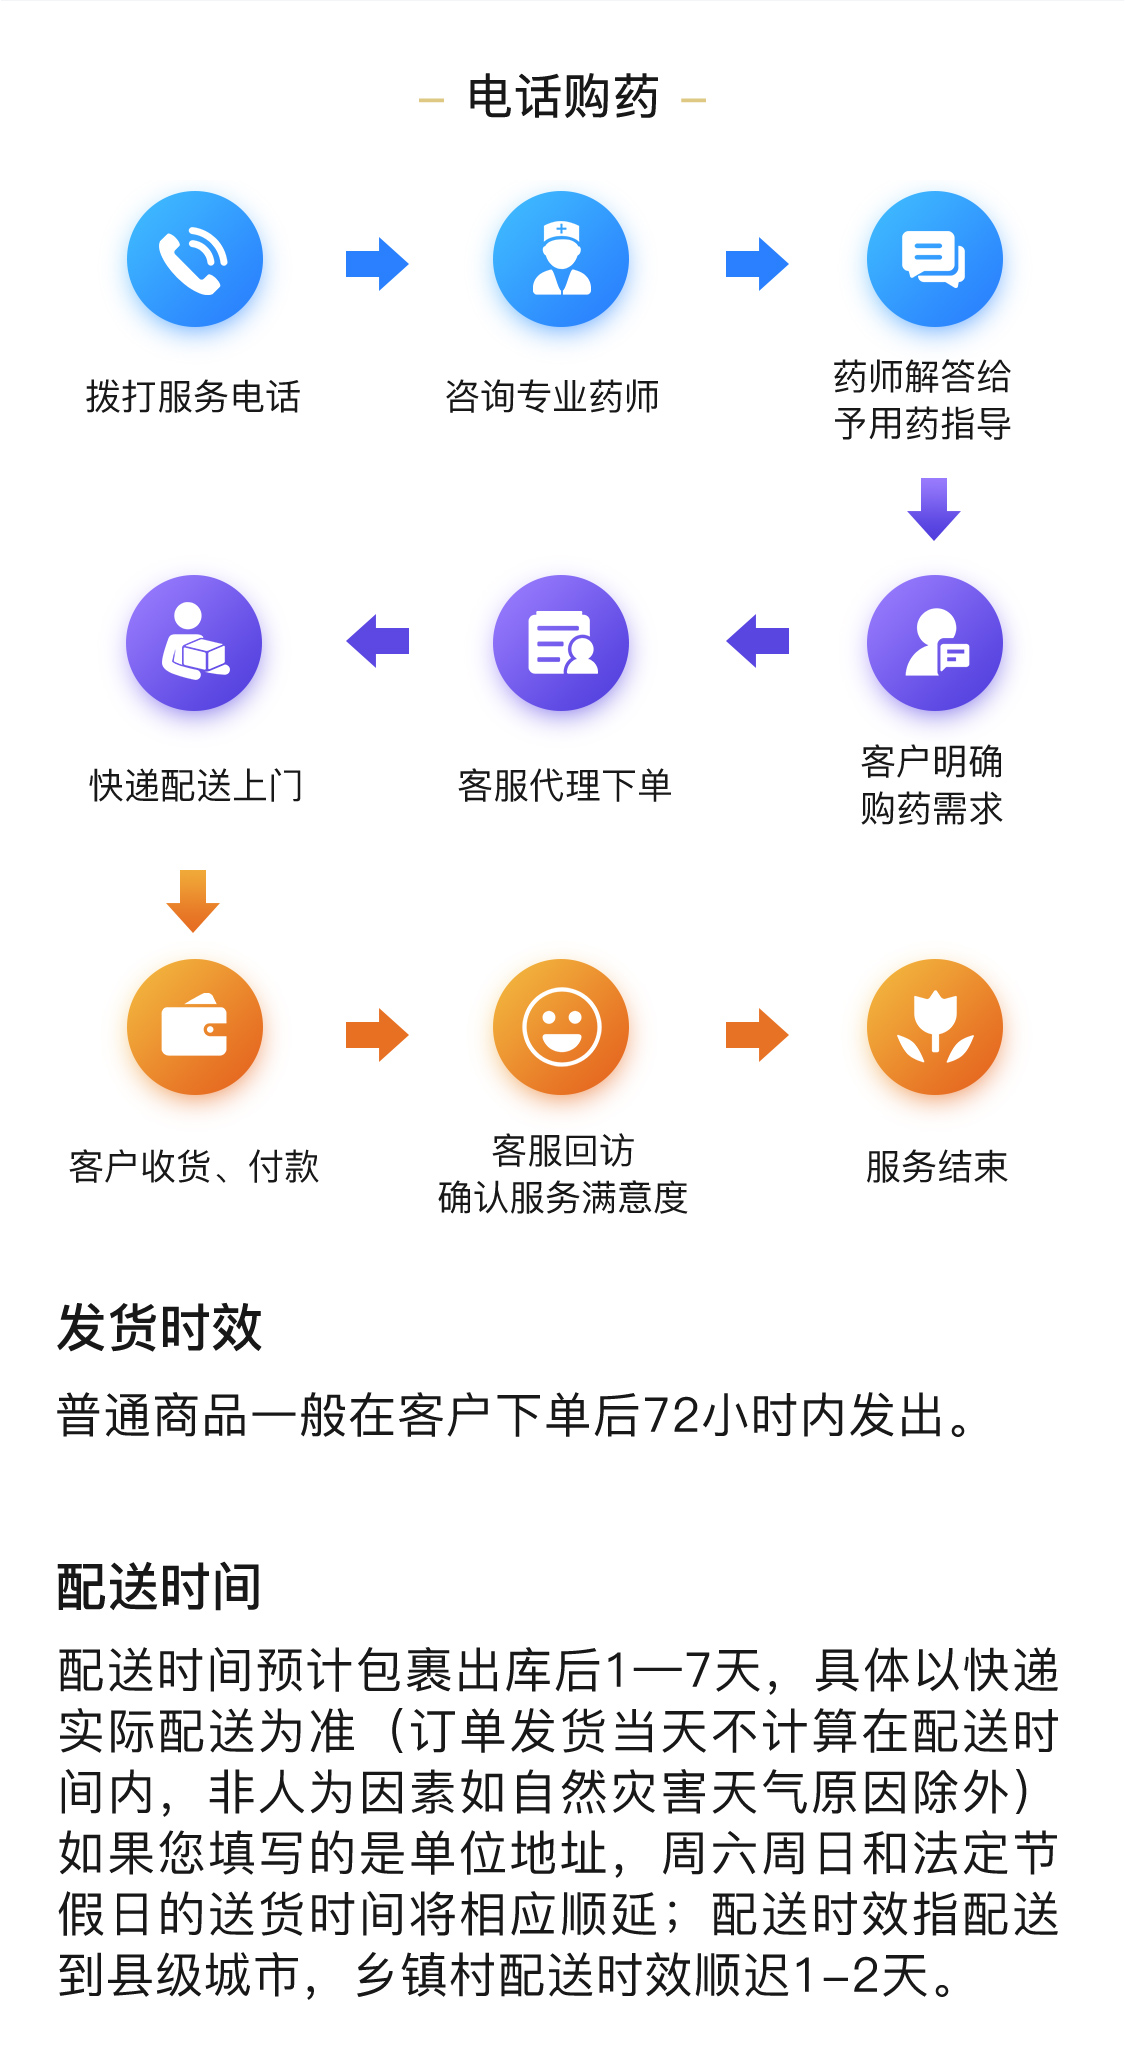 电话购药
拨打服务电话
咨询专业药师
药师解答给
予用药指导
客户明确
购药需求
客服代理下单
快递配送上门
客户收货、付款
客服回访
确认服务满意度
服务结束
发货时效
普通商品一般在客户下单后72小时内发出。
配送时间
配送时间预计包裹出库后1—7天，具体以快递
实际配送为准（订单发货当天不计算在配送时
间内，非人为因素如自然灾害天气原因除外）
如果您填写的是单位地址，周六周日和法定节
假日的送货时间将相应顺延；配送时效指配送
到县级城市，乡镇村配送时效顺迟1-2天。